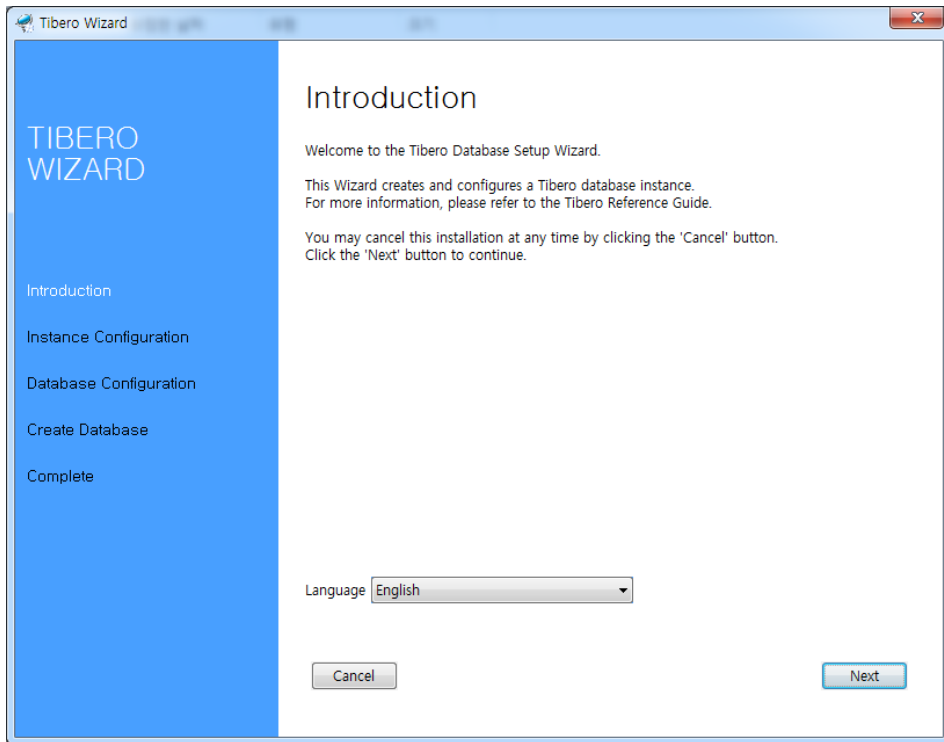 Tibero Wizard
TIBERO
WIZARD
Introduction
Instance Configuration
Database Configuration
Create Database
Complete
Introduction
Welcome to the Tibero Database Setup Wizard.
This Wizard creates and configures a Tibero database instance.
For more information, please refer to the Tibero Reference Guide.
You may cancel this installation at any time by clicking the 'Cancel' button.
Click the 'Next' button to continue.
Language English
Cancel Next